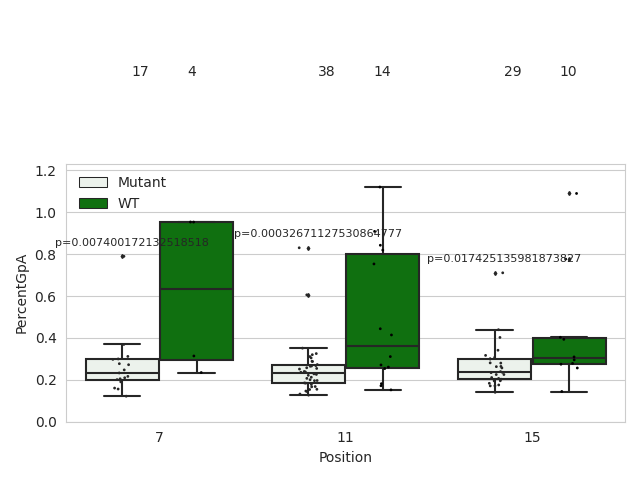 17 4 38 14 29 10
1.2
Mutant
WT
1.0
p=0.007400172132518518
p=0.00032671127530864777
p=0.017425135981873827
0.8
0.6
0.4
0.2
0.0
PercentGpA
7 11 15
Position